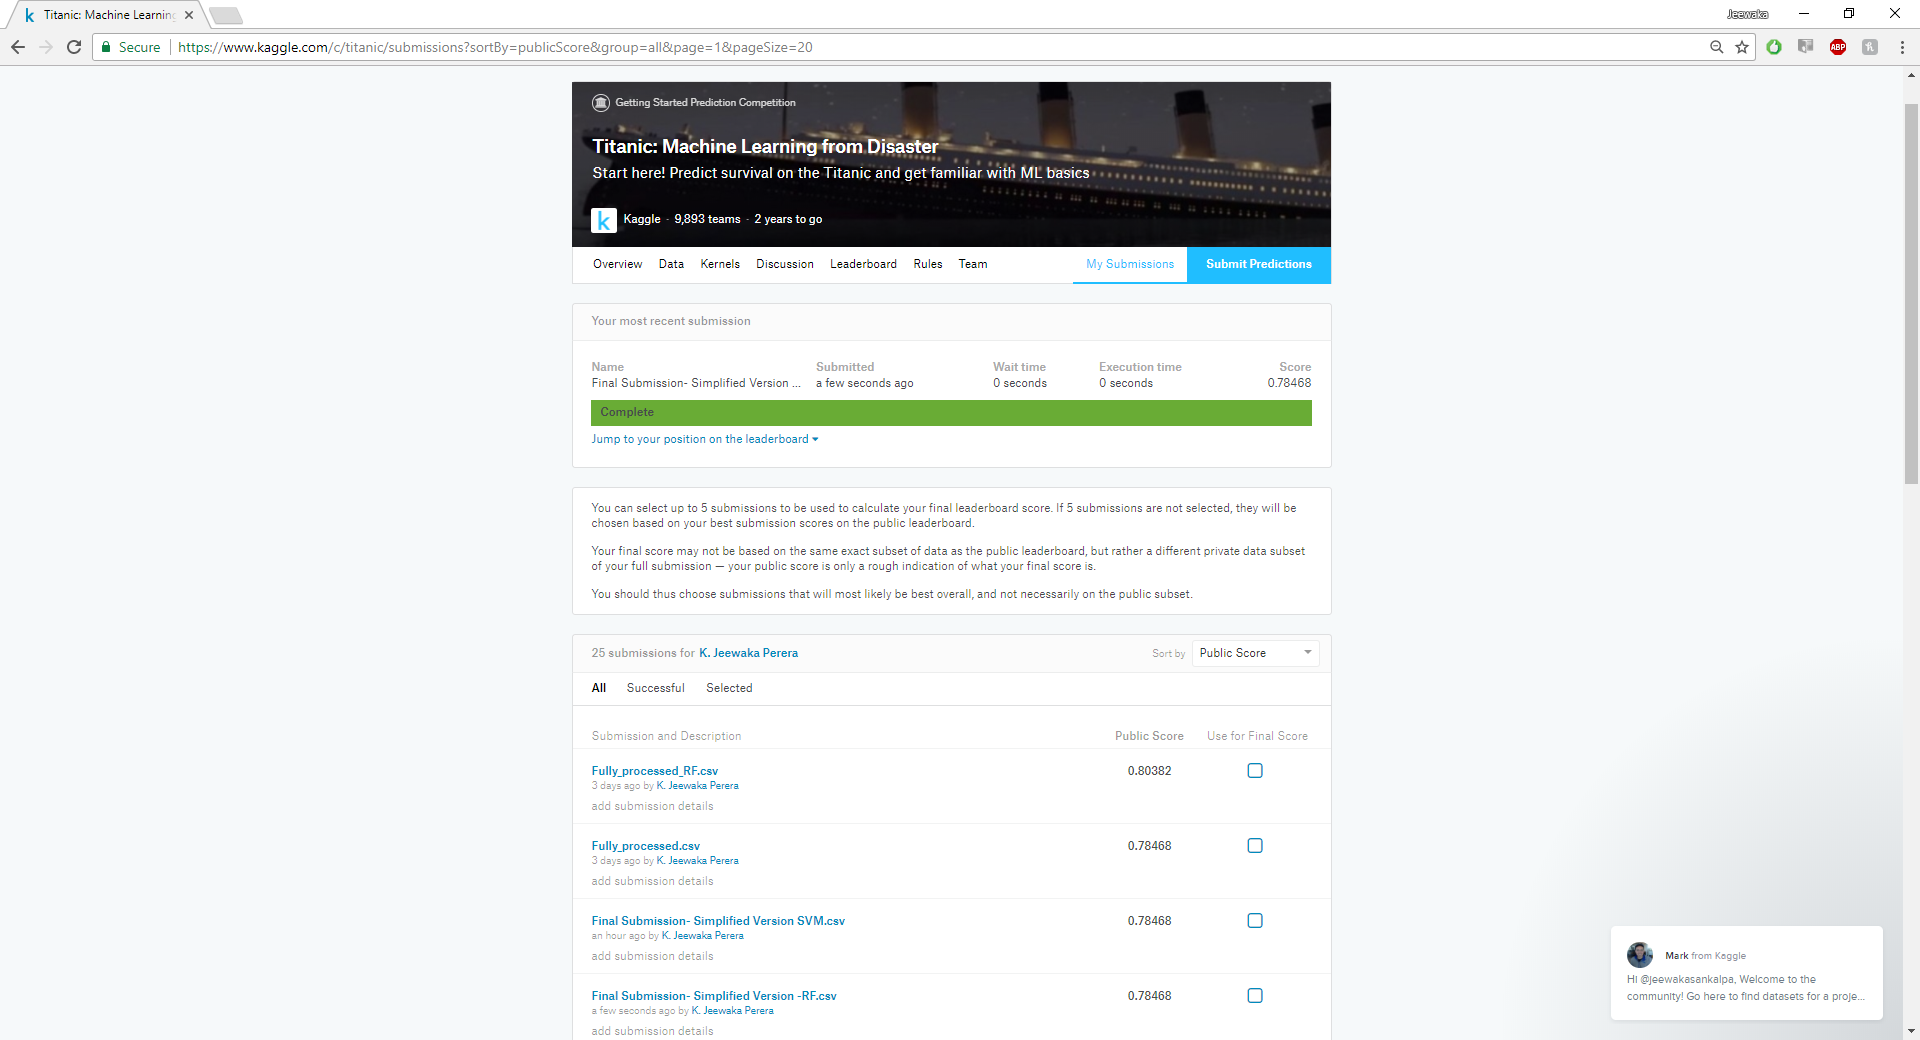 Titanic: Machine Learning
Jeewaka
Secure
https://www.kaggle.com/c/titanic/submissions?sortBy=publicScore&group=all&page=1&pageSize=20
ABP
Getting Started Prediction Competition
Titanic: Machine Learning from Disaster
Start here! Predict survival on the Titanic and get familiar with ML basics
k
Kaggle · 9,893 teams · 2 years to go
Overview Data Kernels Discussion Leaderboard Rules Team My Submissions Submit Predictions
Your most recent submission
Name Submitted Wait time Execution time Score
Final Submission- Simplified Version ... a few seconds ago 0 seconds 0 seconds 0.78468
Complete
Jump to your position on the leaderboard
You can select up to 5 submissions to be used to calculate your final leaderboard score. If 5 submissions are not selected, they will be
chosen based on your best submission scores on the public leaderboard.
Your final score may not be based on the same exact subset of data as the public leaderboard, but rather a different private data subset
of your full submission — your public score is only a rough indication of what your final score is.
You should thus choose submissions that will most likely be best overall, and not necessarily on the public subset.
25 submissions for K. Jeewaka Perera Sort by Public Score
All Successful Selected
Submission and Description Public Score Use for Final Score
Fully_processed_RF.csv 0.80382
3 days ago by K. Jeewaka Perera
add submission details
Fully_processed.csv 0.78468
3 days ago by K. Jeewaka Perera
add submission details
Final Submission- Simplified Version SVM.csv 0.78468
an hour ago by K. Jeewaka Perera
add submission details
Final Submission- Simplified Version -RF.csv 0.78468
a few seconds ago by K. Jeewaka Perera
add submission details
Mark from Kaggle
Hi @jeewakasankalpa, Welcome to the
community! Go here to find datasets for a proje...